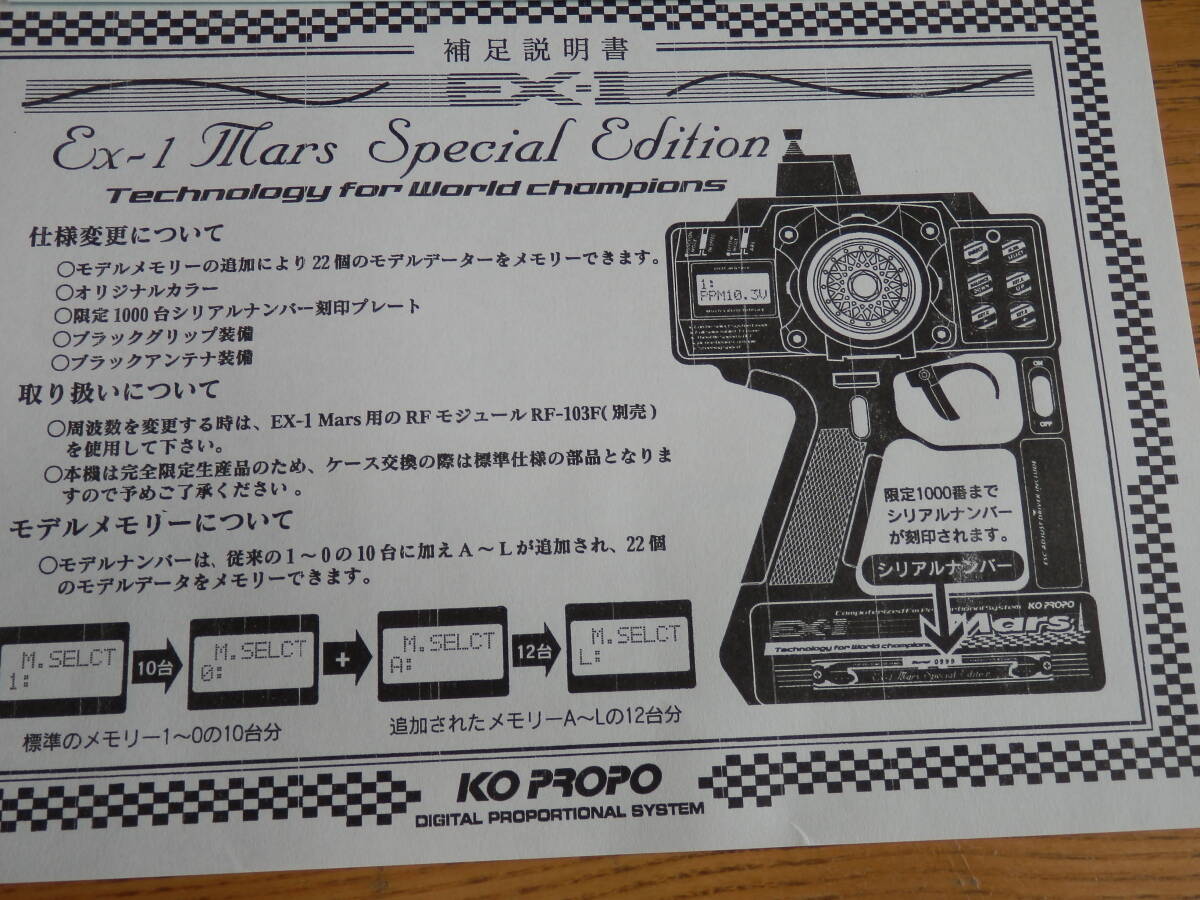 補足説明書
EX-1
Ex-1 Mars Special Edition
Technology for World champions
仕様変更について
○モデルメモリーの追加により22個のモデルデーターをメモリーできます。
○オリジナルカラー
○限定1000台シリアルナンバー刻印プレート
○ブラックグリップ装備
○ブラックアンテナ装備
取り扱いについて
○周波数を変更する時は、EX-1 Mars用のRFモジュールRF-103F(別売)
を使用して下さい。
○本機は完全限定生産品のため、ケース交換の際は標準仕様の部品となりま
すので予めご了承ください。
モデルメモリーについて
○モデルナンバーは、従来の1～0の10台に加えA～Lが追加され、22個
のモデルデータをメモリーできます。
M.SELCT
1:
10台
M.SELCT
0:
+
M.SELCT
A:
12台
M.SELCT
L:
標準のメモリー1～0の10台分
追加されたメモリーA～Lの12台分
1:
PPM10.3V
ON
OFF
ESC ADJUST DRIVER INCLUDE
限定1000番まで
シリアルナンバー
が刻印されます。
シリアルナンバー
Computerized Fm Proportional System KO PROPO
EX-1 Mars
Technology for World champions
0996
Ex-1 Mars Special Edition
KO PROPO
DIGITAL PROPORTIONAL SYSTEM